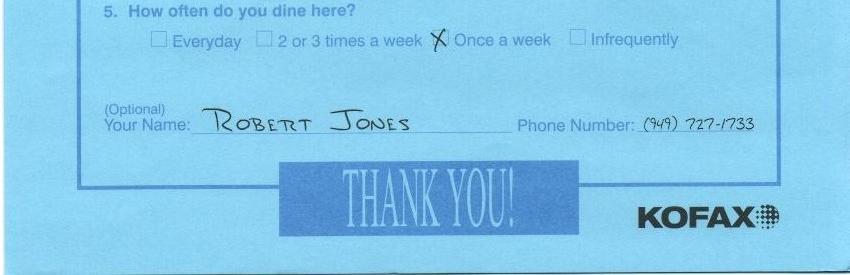 5. How often do you dine here?
Everyday 2 or 3 times a week X Once a week Infrequently
(Optional)
Your Name: ROBERT JONES Phone Number: (949) 727-1733
THANK YOU!
KOFAX